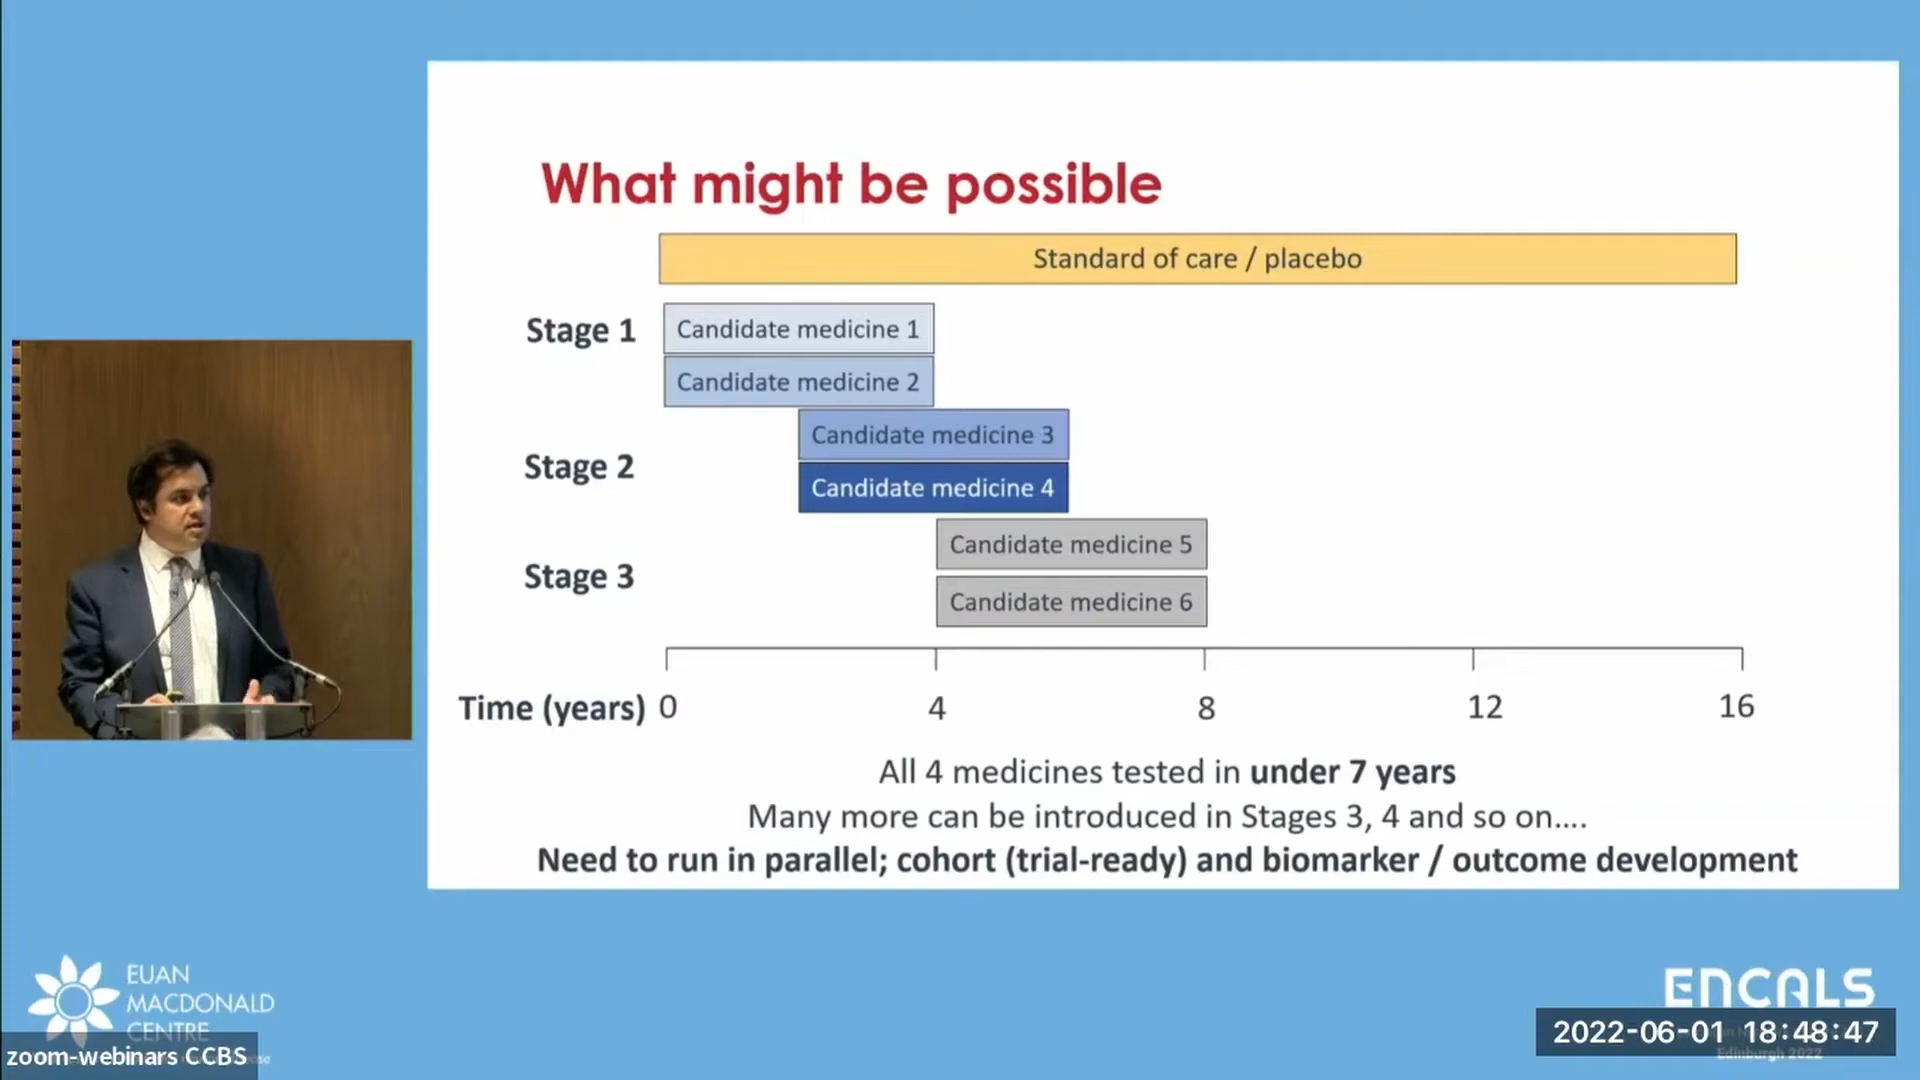 What might be possible
Standard of care / placebo
Stage 1
Candidate medicine 1
Candidate medicine 2
Stage 2
Candidate medicine 3
Candidate medicine 4
Stage 3
Candidate medicine 5
Candidate medicine 6
Time (years) 0 4 8 12 16
All 4 medicines tested in under 7 years
Many more can be introduced in Stages 3, 4 and so on....
Need to run in parallel; cohort (trial-ready) and biomarker / outcome development
EUAN
MACDONALD
CENTRE
zoom-webinars CCBS
ENCALS
2022-06-01 18:48:47
Edinburgh 2022